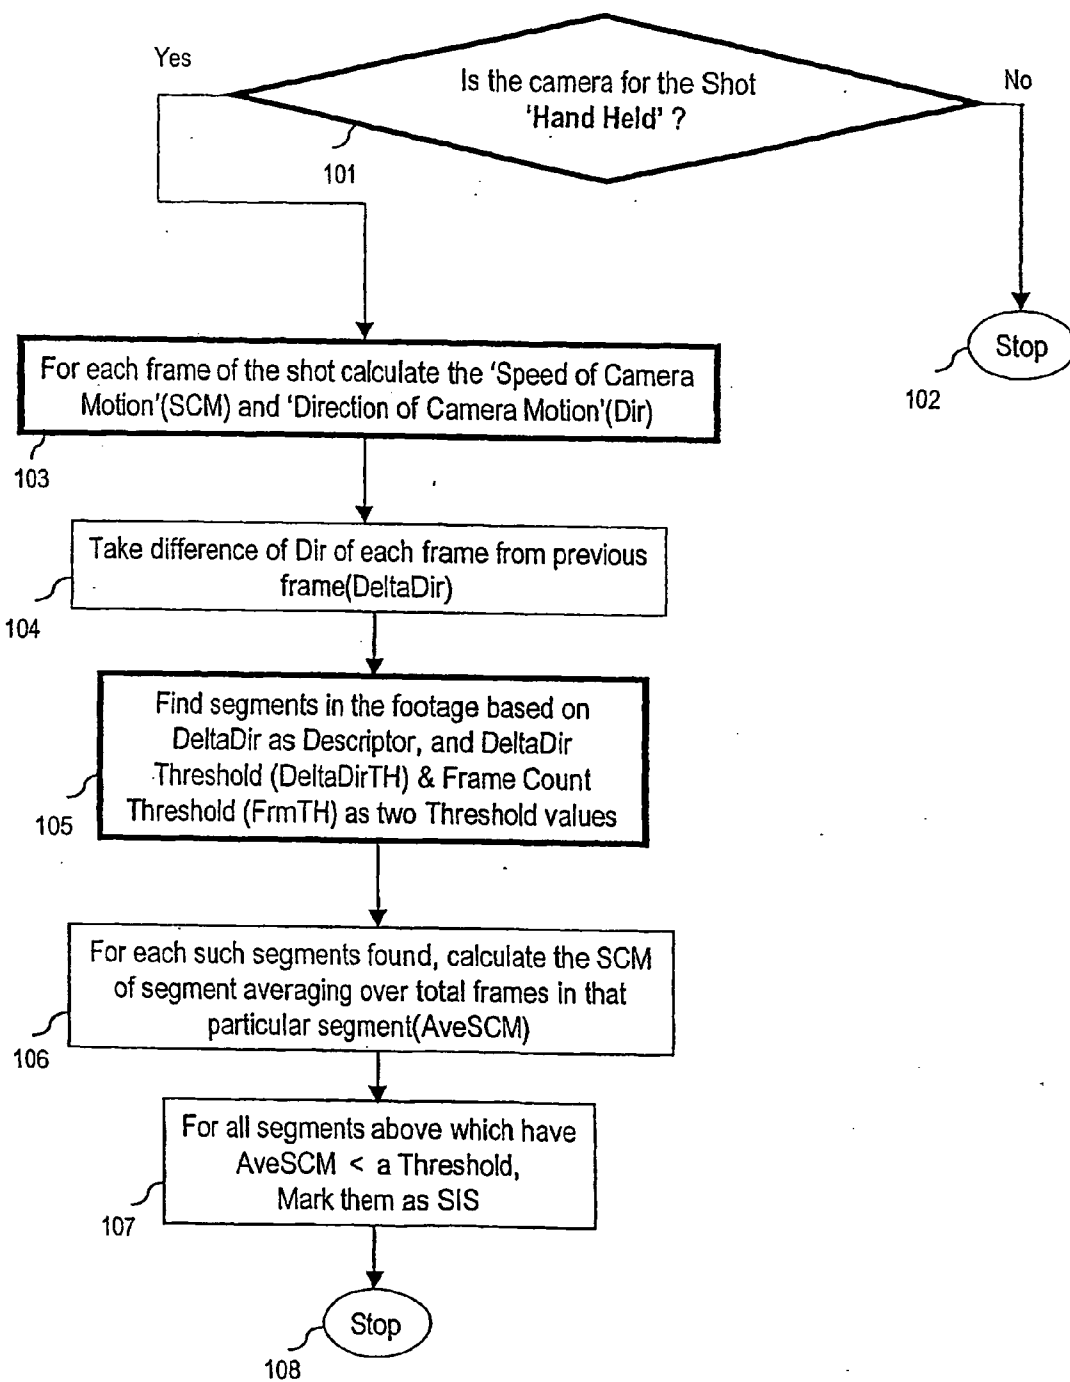 Yes
Is the camera for the Shot
'Hand Held' ?
No
101
Stop
102
For each frame of the shot calculate the 'Speed of Camera
Motion'(SCM) and 'Direction of Camera Motion'(Dir)
103
Take difference of Dir of each frame from previous
frame(DeltaDir)
104
Find segments in the footage based on
DeltaDir as Descriptor, and DeltaDir
Threshold (DeltaDirTH) & Frame Count
Threshold (FrmTH) as two Threshold values
105
For each such segments found, calculate the SCM
of segment averaging over total frames in that
particular segment(AveSCM)
106
For all segments above which have
AveSCM < a Threshold,
Mark them as SIS
107
Stop
108